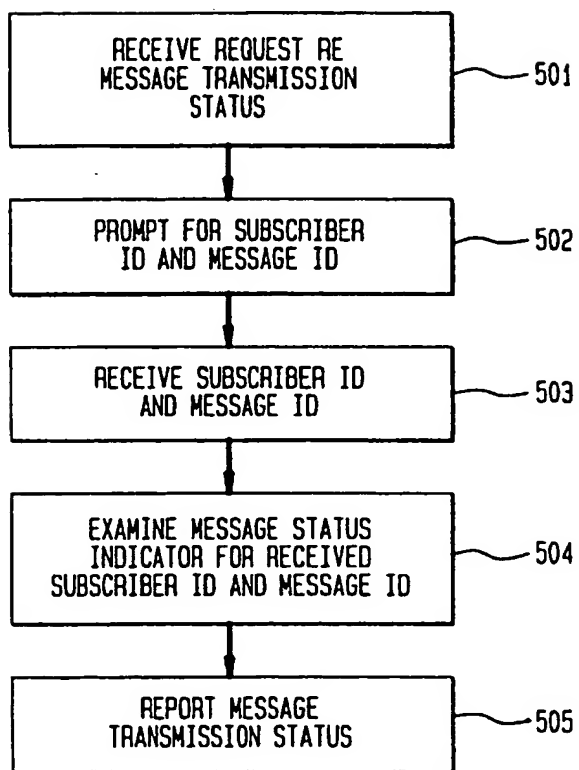 RECEIVE REQUEST RE
MESSAGE TRANSMISSION
STATUS
501
PROMPT FOR SUBSCRIBER
ID AND MESSAGE ID
502
RECEIVE SUBSCRIBER ID
AND MESSAGE ID
503
EXAMINE MESSAGE STATUS
INDICATOR FOR RECEIVED
SUBSCRIBER ID AND MESSAGE ID
504
REPORT MESSAGE
TRANSMISSION STATUS
505